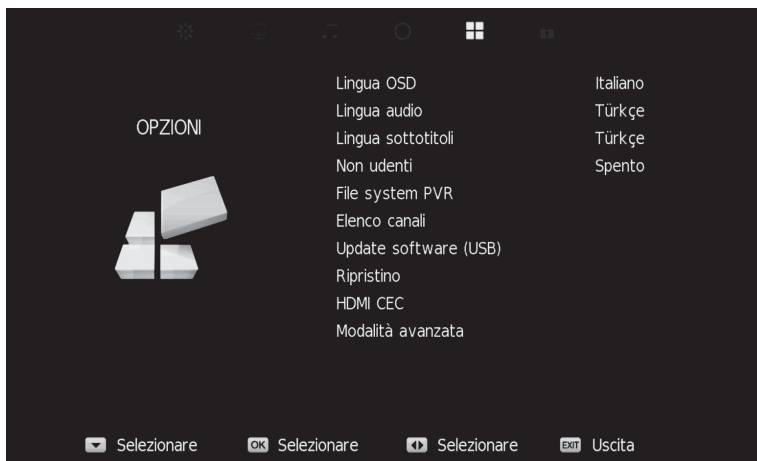 OPZIONI
Lingua OSD Italiano
Lingua audio Türkçe
Lingua sottotitoli Türkçe
Non udenti Spento
File system PVR
Elenco canali
Update software (USB)
Ripristino
HDMI CEC
Modalità avanzata
Selezionare OK Selezionare Selezionare EXIT Uscita